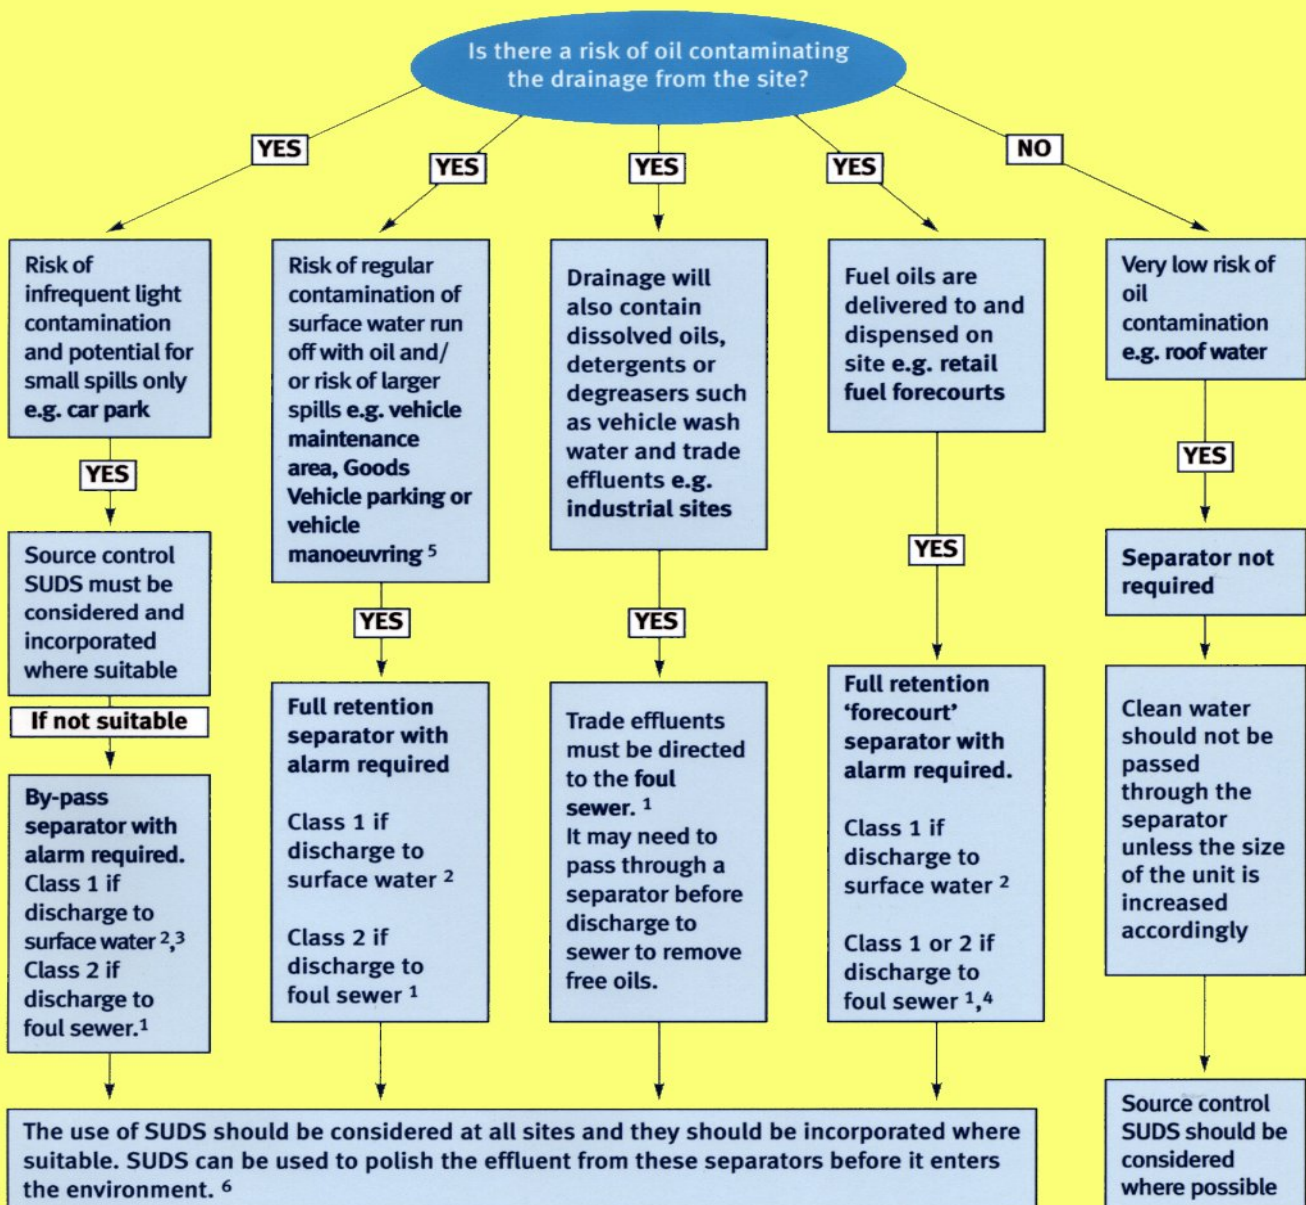 Is there a risk of oil contaminating
the drainage from the site?
YES
YES
YES
YES
NO
Risk of
infrequent light
contamination
and potential for
small spills only
e.g. car park
YES
Source control
SUDS must be
considered and
incorporated
where suitable
If not suitable
By-pass
separator with
alarm required.
Class 1 if
discharge to
surface water 2,3
Class 2 if
discharge to
foul sewer.1
Risk of regular
contamination of
surface water run
off with oil and/
or risk of larger
spills e.g. vehicle
maintenance
area, Goods
Vehicle parking or
vehicle
manoeuvring 5
YES
Full retention
separator with
alarm required
Class 1 if
discharge to
surface water 2
Class 2 if
discharge to
foul sewer 1
Drainage will
also contain
dissolved oils,
detergents or
degreasers such
as vehicle wash
water and trade
effluents e.g.
industrial sites
YES
Trade effluents
must be directed
to the foul
sewer. 1
It may need to
pass through a
separator before
discharge to
sewer to remove
free oils.
Fuel oils are
delivered to and
dispensed on
site e.g. retail
fuel forecourts
YES
Full retention
‘forecourt’
separator with
alarm required.
Class 1 if
discharge to
surface water 2
Class 1 or 2 if
discharge to
foul sewer 1,4
Very low risk of
oil
contamination
e.g. roof water
YES
Separator not
required
Clean water
should not be
passed
through the
separator
unless the size
of the unit is
increased
accordingly
Source control
SUDS should be
considered
where possible
The use of SUDS should be considered at all sites and they should be incorporated where
suitable. SUDS can be used to polish the effluent from these separators before it enters
the environment. 6